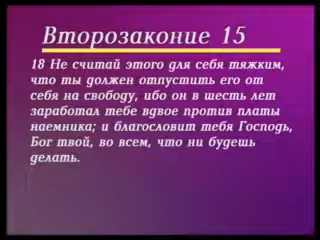 Второзаконие 15
18 Не считай этого для себя тяжким,
что ты должен отпустить его от
себя на свободу, ибо он в шесть лет
заработал тебе вдвое против платы
наемника; и благословит тебя Господь,
Бог твой, во всем, что ни будешь
делать.